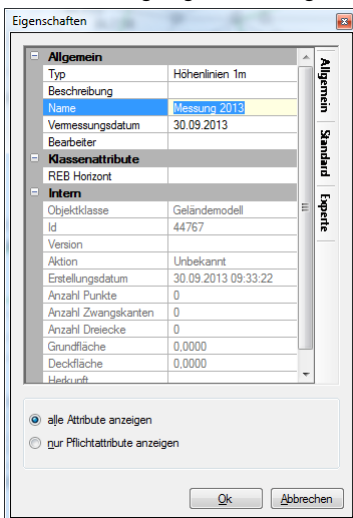 Eigenschaften
Allgemein
Typ Höhenlinien 1m
Beschreibung
Name Messung 2013
Vermessungsdatum 30.09.2013
Bearbeiter
Klassenattribute
REB Horizont
Intern
Objektklasse Geländemodell
Id 44767
Version
Aktion Unbekannt
Erstellungsdatum 30.09.2013 09:33:22
Anzahl Punkte 0
Anzahl Zwangskanten 0
Anzahl Dreiecke 0
Grundfläche 0,0000
Deckfläche 0,0000
Herkunft
Allgemein
Standard
Experte
alle Attribute anzeigen
nur Pflichtattribute anzeigen
Ok Abbrechen